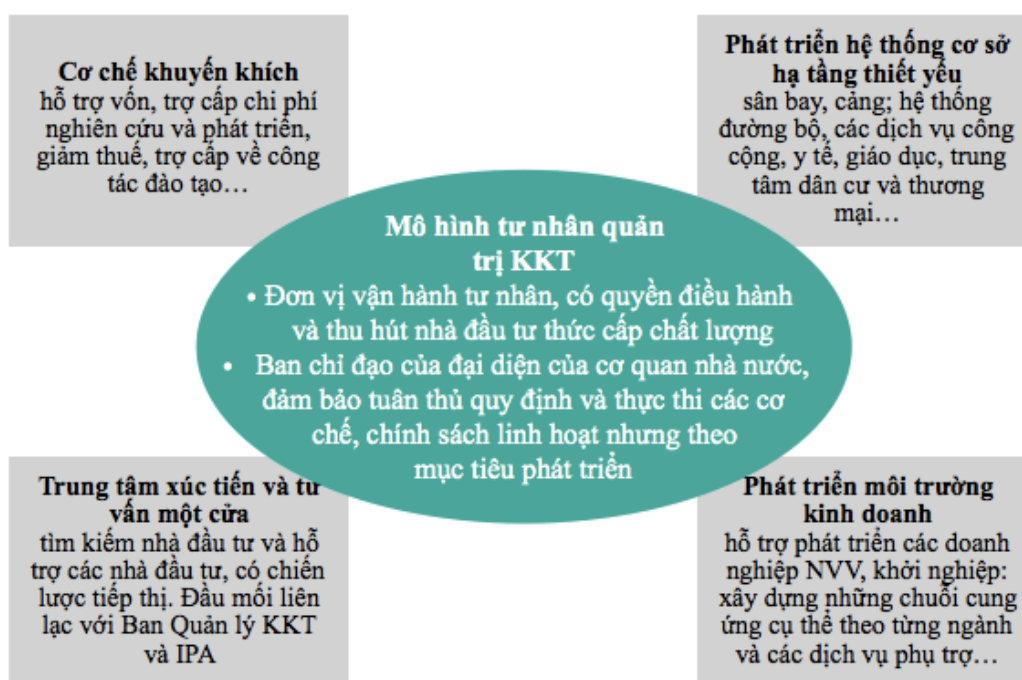 Cơ chế khuyến khích
hỗ trợ vốn, trợ cấp chi phí
nghiên cứu và phát triển,
giảm thuế, trợ cấp về công
tác đào tạo…
Phát triển hệ thống cơ sở
hạ tầng thiết yếu
sân bay, cảng; hệ thống
đường bộ, các dịch vụ công
cộng, y tế, giáo dục, trung
tâm dân cư và thương
mại…
Mô hình tư nhân quản
trị KKT
• Đơn vị vận hành tư nhân, có quyền điều hành
và thu hút nhà đầu tư thức cấp chất lượng
• Ban chỉ đạo của đại diện của cơ quan nhà nước,
đảm bảo tuân thủ quy định và thực thi các cơ
chế, chính sách linh hoạt nhưng theo
mục tiêu phát triển
Trung tâm xúc tiến và tư
vấn một cửa
tìm kiếm nhà đầu tư và hỗ
trợ các nhà đầu tư, có chiến
lược tiếp thị. Đầu mối liên
lạc với Ban Quản lý KKT
và IPA
Phát triển môi trường
kinh doanh
hỗ trợ phát triển các doanh
nghiệp NVV, khởi nghiệp:
xây dựng những chuỗi cung
ứng cụ thể theo từng ngành
và các dịch vụ phụ trợ…